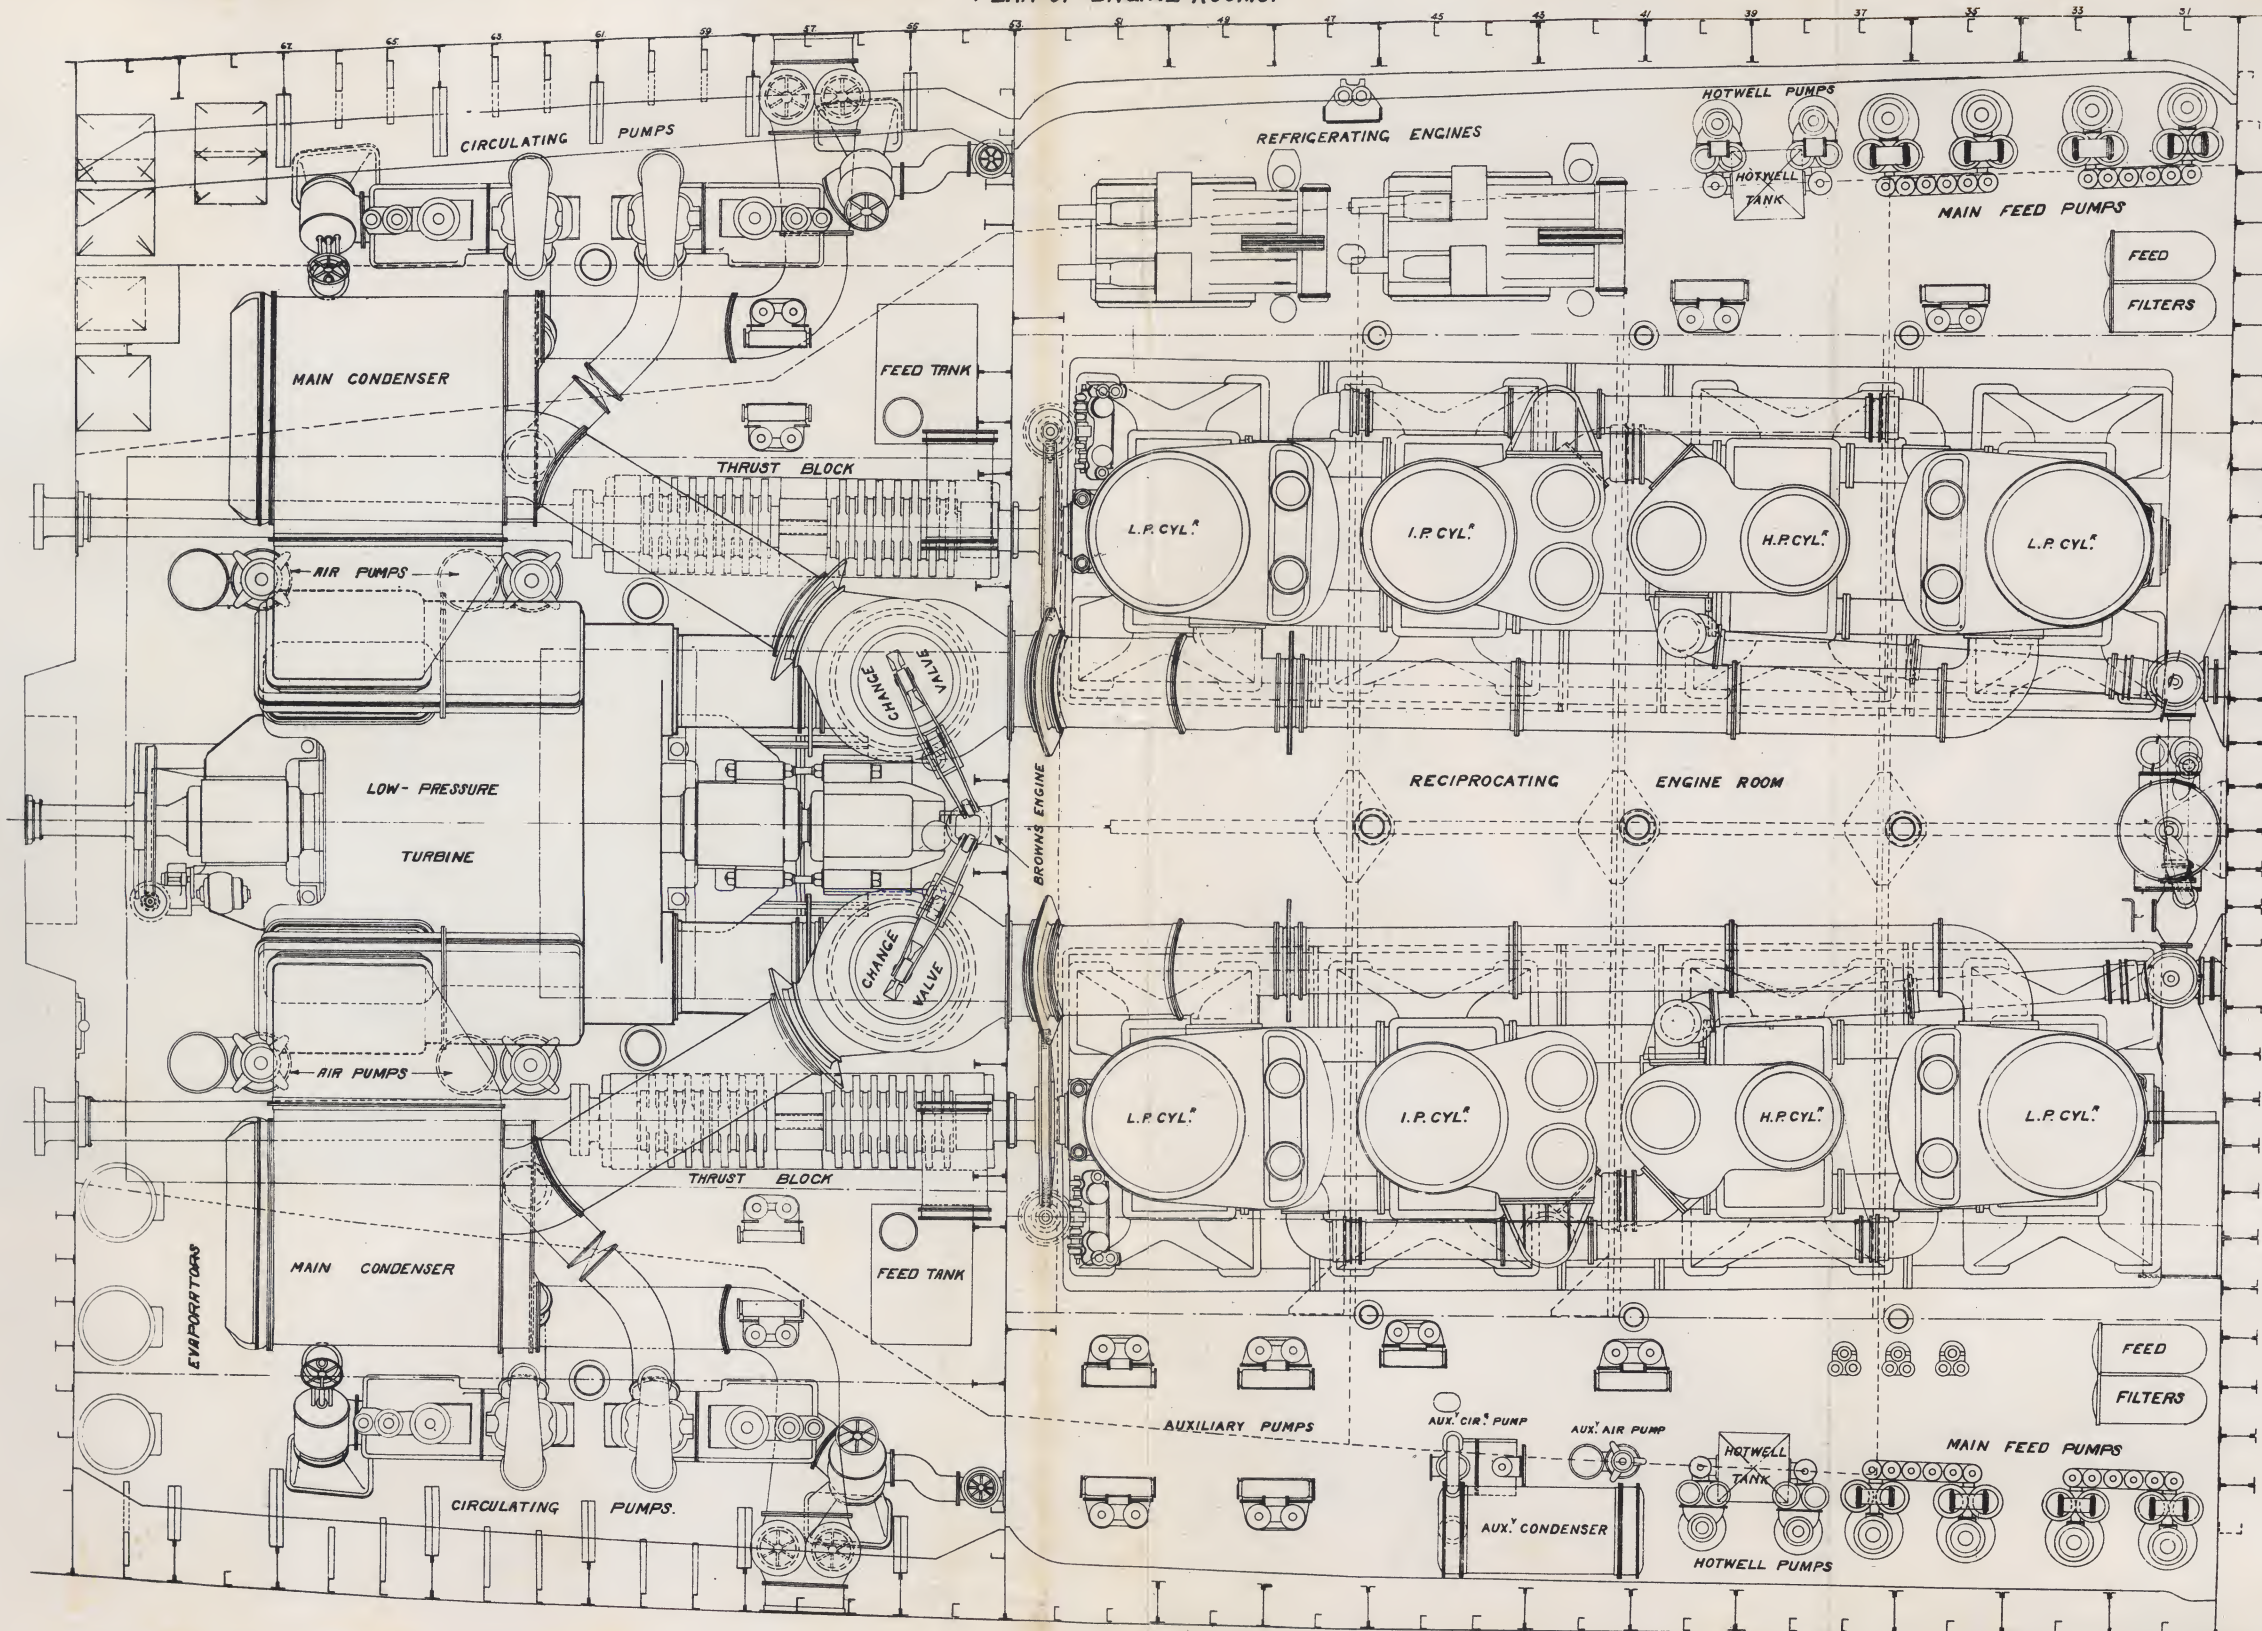 PLAN OF ENGINE ROOMS.
67. 65. 63. 61. 59 57. 55 53. 51 49 47 45 43 41 39 37 35 33 31
CIRCULATING PUMPS
REFRIGERATING ENGINES
HOTWELL PUMPS
HOTWELL
TANK
MAIN FEED PUMPS
FEED
FILTERS
MAIN CONDENSER
FEED TANK
THRUST BLOCK
L.P. CYL.R
I.P. CYL.R
H.P. CYL.R
L.P. CYL.R
AIR PUMPS
CHANGE
VALVE
LOW-PRESSURE
TURBINE
BROWNS ENGINE
RECIPROCATING ENGINE ROOM
CHANGE
VALVE
AIR PUMPS
L.P. CYL.R
I.P. CYL.R
H.P. CYL.R
L.P. CYL.R
THRUST BLOCK
EVAPORATORS
MAIN CONDENSER
FEED TANK
FEED
FILTERS
AUXILIARY PUMPS
AUX.Y CIR.G PUMP
AUX.Y AIR PUMP
HOTWELL
TANK
MAIN FEED PUMPS
CIRCULATING PUMPS.
AUX.Y CONDENSER
HOTWELL PUMPS